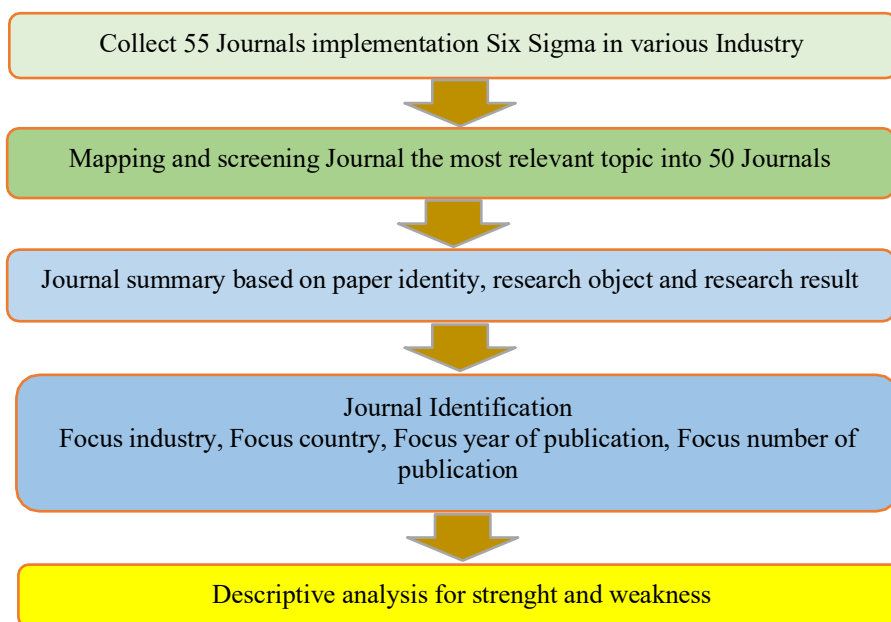 Collect 55 Journals implementation Six Sigma in various Industry
Mapping and screening Journal the most relevant topic into 50 Journals
Journal summary based on paper identity, research object and research result
Journal Identification
Focus industry, Focus country, Focus year of publication, Focus number of
publication
Descriptive analysis for strenght and weakness